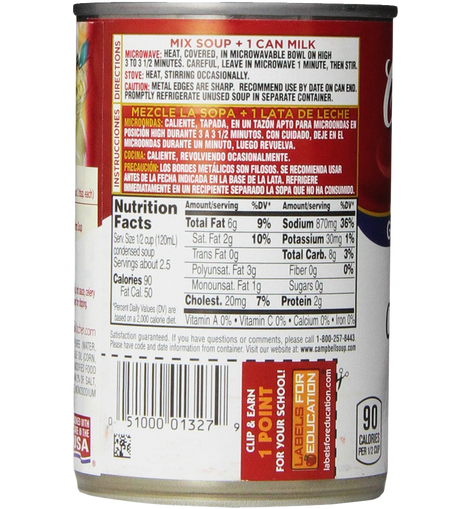 DIRECTIONS
MIX SOUP + 1 CAN MILK
MICROWAVE: HEAT, COVERED, IN MICROWAVABLE BOWL ON HIGH
3 TO 3 1/2 MINUTES. CAREFUL, LEAVE IN MICROWAVE 1 MINUTE, THEN STIR.
STOVE: HEAT, STIRRING OCCASIONALLY.
CAUTION: METAL EDGES ARE SHARP. RECOMMEND USE BY DATE ON CAN END.
PROMPTLY REFRIGERATE UNUSED SOUP IN SEPARATE CONTAINER.
INSTRUCCIONES
MEZCLE LA SOPA + 1 LATA DE LECHE
MICROONDAS: CALIENTE, TAPADA, EN UN TAZÓN APTO PARA MICROONDAS EN
POSICIÓN HIGH DURANTE 3 A 3 1/2 MINUTOS. CON CUIDADO, DEJE EN EL
MICROONDAS DURANTE UN MINUTO, LUEGO REVUELVA.
COCINA: CALIENTE, REVOLVIENDO OCASIONALMENTE.
PRECAUCIÓN: LOS BORDES METÁLICOS SON FILOSOS. SE RECOMIENDA USAR
ANTES DE LA FECHA INDICADA EN LA BASE DE LA LATA. REFRIGERE
INMEDIATAMENTE EN UN RECIPIENTE SEPARADO LA SOPA QUE NO HA CONSUMIDO.
Nutrition
Facts
Serv. Size 1/2 cup (120mL)
condensed soup
Servings about 2.5
Calories 90
Fat Cal. 50
*Percent Daily Values (DV) are
based on a 2,000 calorie diet.
Amount/serving %DV* Amount/serving %DV*
Total Fat 6g 9% Sodium 870mg 36%
Sat. Fat 2g 10% Potassium 30mg 1%
Trans Fat 0g Total Carb. 8g 3%
Polyunsat. Fat 3g Fiber 0g 0%
Monounsat. Fat 1g Sugars 0g
Cholest. 20mg 7% Protein 2g
Vitamin A 0% • Vitamin C 0% • Calcium 0% • Iron 0%
Satisfaction guaranteed. If you have questions or comments, please call 1-800-257-8443.
Please have code and date information from container. Visit our website at: www.campbellsoup.com
51000 01327 9
CLIP & EARN
1 POINT
FOR YOUR SCHOOL!
LABELS FOR
EDUCATION
labelsforeducation.com
90
CALORIES
PER 1/2 CUP
USA